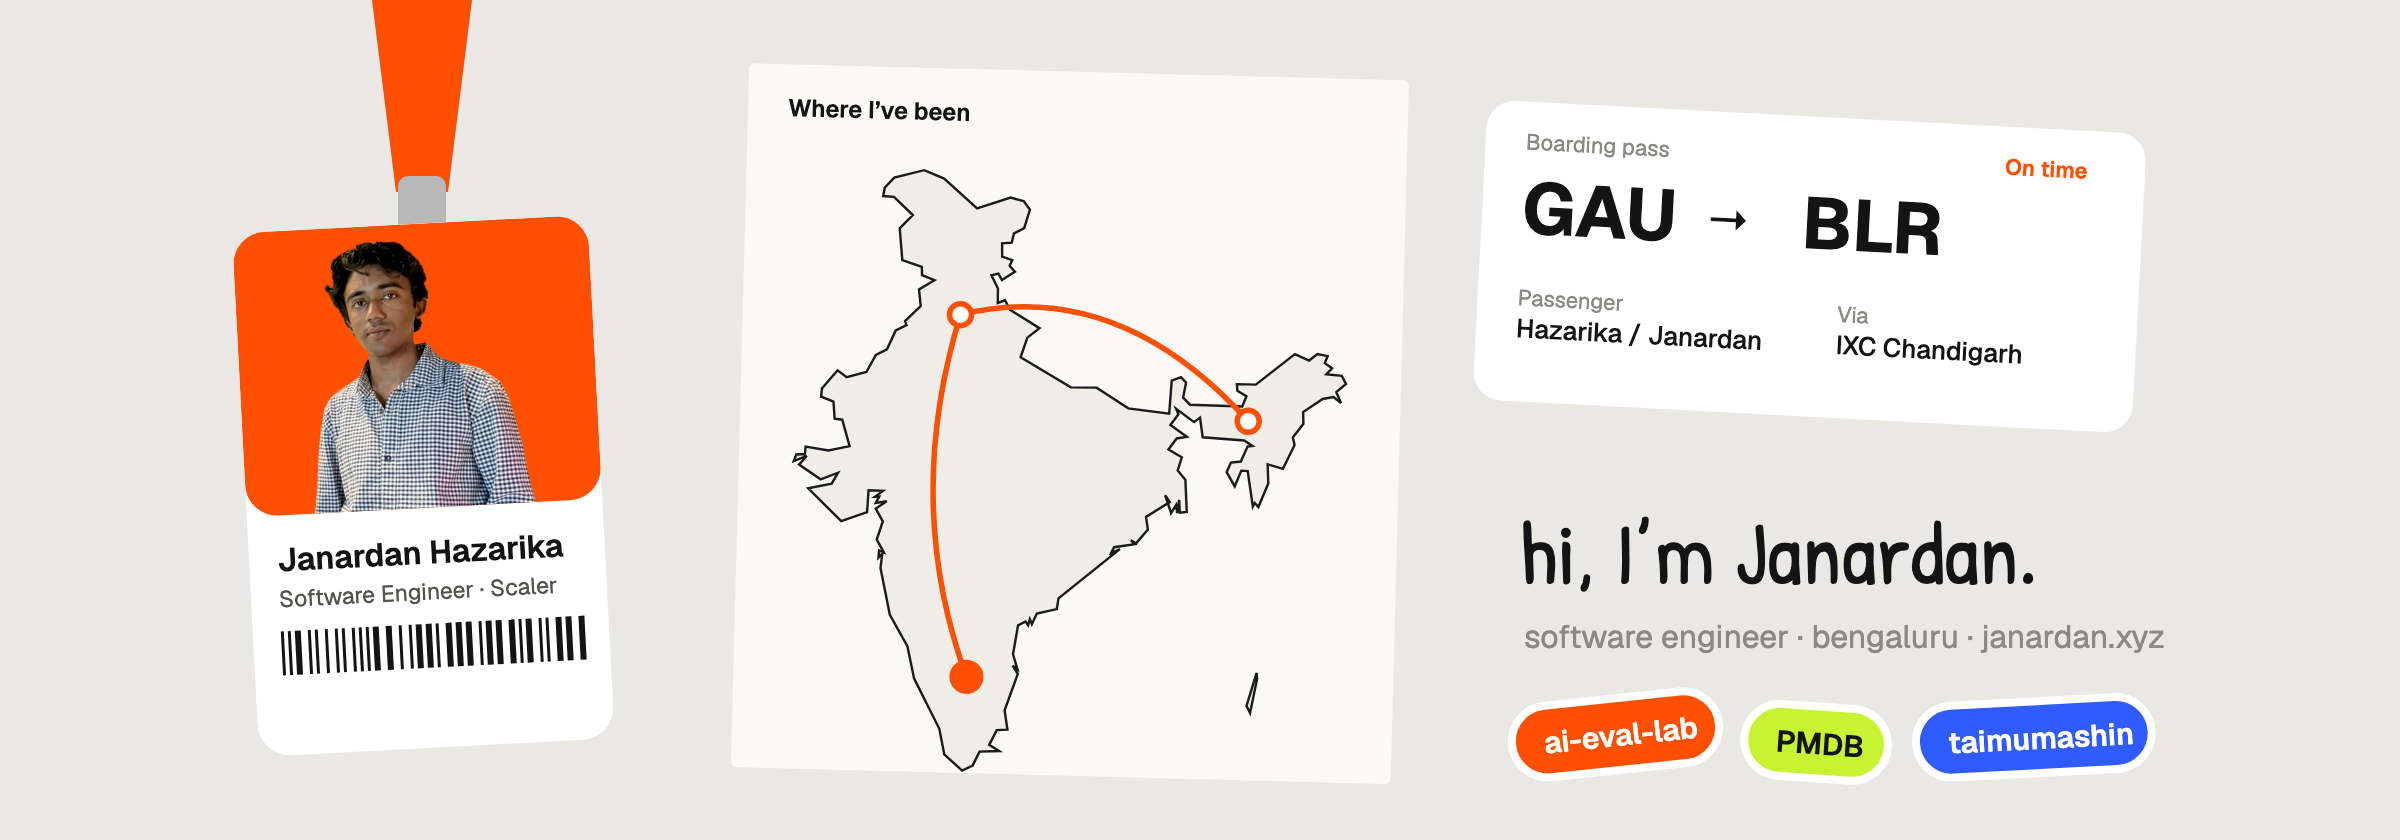 Janardan Hazarika
Software Engineer · Scaler
Where I've been
Boarding pass
On time
GAU → BLR
Passenger
Via
Hazarika / Janardan
IXC Chandigarh
hi, I'm Janardan.
software engineer · bengaluru · janardan.xyz
ai-eval-lab
PMDB
taimumashin